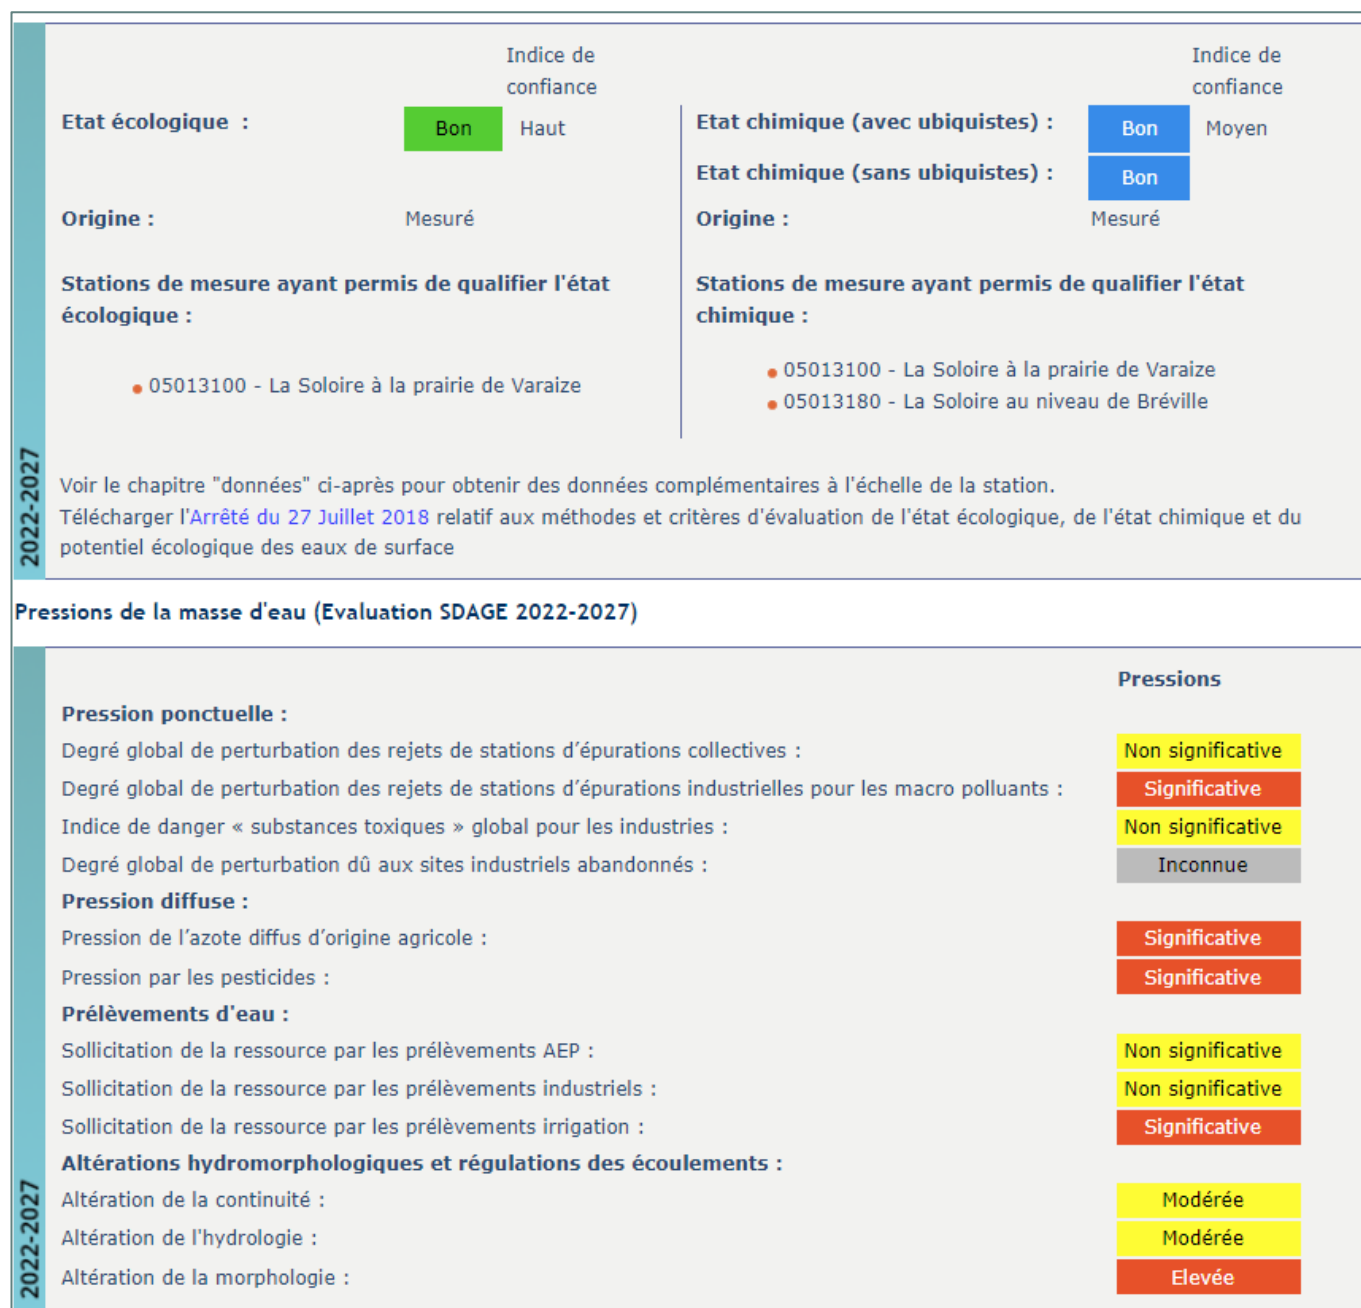 Indice de
confiance
Etat écologique :
Bon
Haut
Origine :
Mesuré
Stations de mesure ayant permis de qualifier l'état
écologique :
05013100 - La Soloire à la prairie de Varaize
Indice de
confiance
Etat chimique (avec ubiquistes) :
Bon
Moyen
Etat chimique (sans ubiquistes) :
Bon
Origine :
Mesuré
Stations de mesure ayant permis de qualifier l'état
chimique :
05013100 - La Soloire à la prairie de Varaize
05013180 - La Soloire au niveau de Bréville
2022-2027
Voir le chapitre "données" ci-après pour obtenir des données complémentaires à l'échelle de la station.
Télécharger l'Arrêté du 27 Juillet 2018 relatif aux méthodes et critères d'évaluation de l'état écologique, de l'état chimique et du
potentiel écologique des eaux de surface
Pressions de la masse d'eau (Evaluation SDAGE 2022-2027)
Pressions
Pression ponctuelle :
Degré global de perturbation des rejets de stations d’épurations collectives : Non significative
Degré global de perturbation des rejets de stations d’épurations industrielles pour les macro polluants : Significative
Indice de danger « substances toxiques » global pour les industries : Non significative
Degré global de perturbation dû aux sites industriels abandonnés : Inconnue
Pression diffuse :
Pression de l’azote diffus d’origine agricole : Significative
Pression par les pesticides : Significative
Prélèvements d'eau :
Sollicitation de la ressource par les prélèvements AEP : Non significative
Sollicitation de la ressource par les prélèvements industriels : Non significative
Sollicitation de la ressource par les prélèvements irrigation : Significative
Altérations hydromorphologiques et régulations des écoulements :
Altération de la continuité : Modérée
Altération de l'hydrologie : Modérée
Altération de la morphologie : Elevée
2022-2027